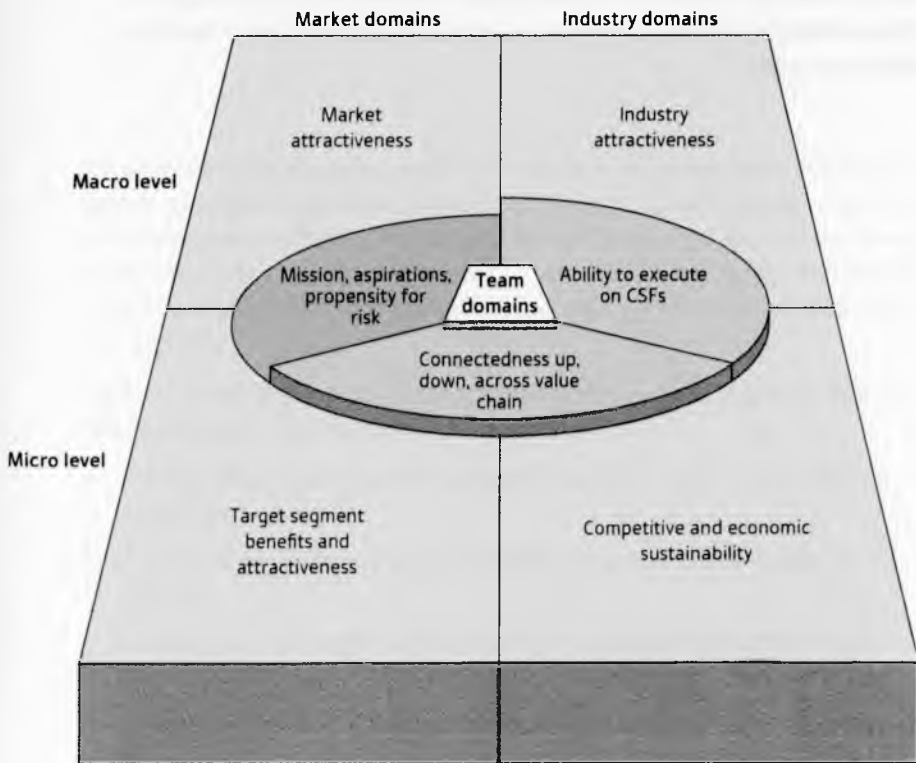 Market domains
Industry domains
Market
attractiveness
Industry
attractiveness
Macro level
Mission, aspirations,
propensity for
risk
Team
domains
Ability to execute
on CSFs
Connectedness up,
down, across value
chain
Micro level
Target segment
benefits and
attractiveness
Competitive and economic
sustainability